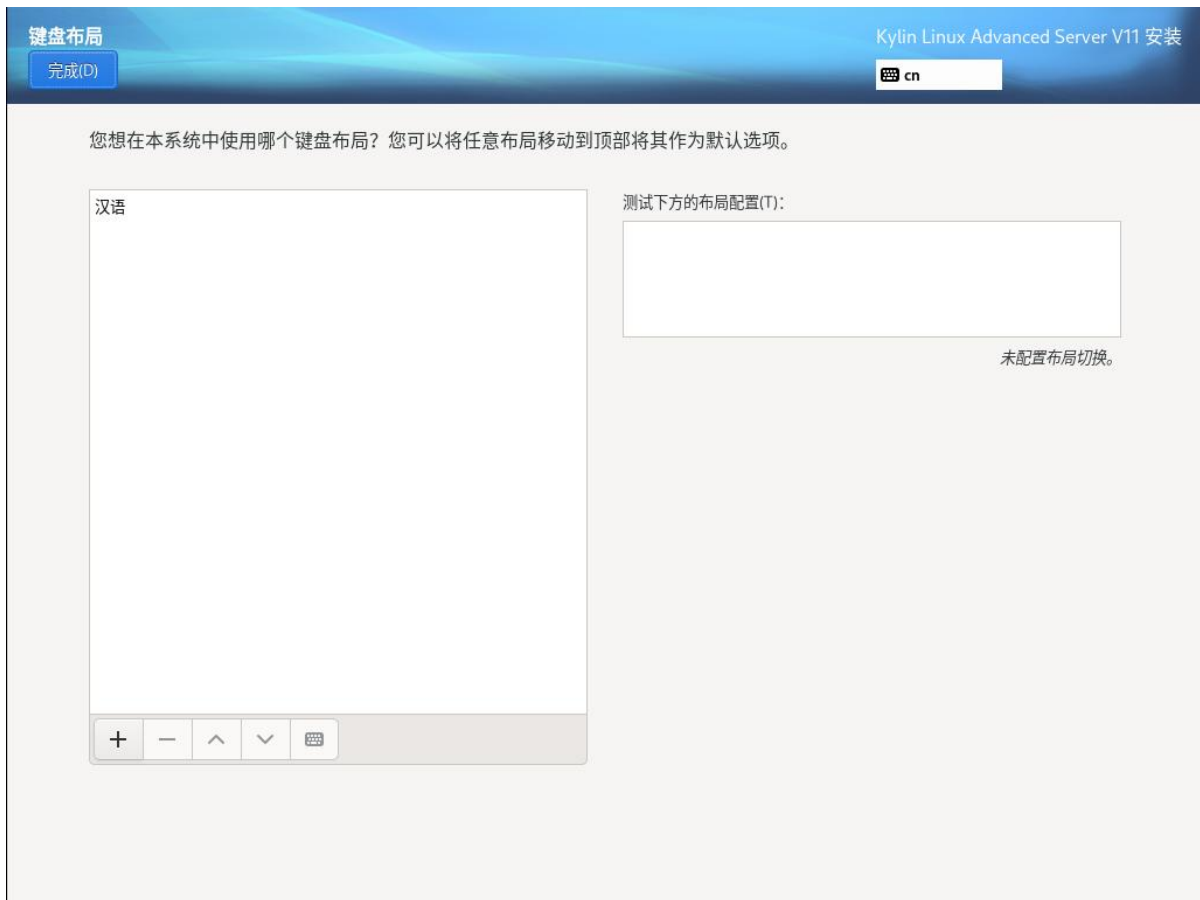 键盘布局
Kylin Linux Advanced Server V11 安装
完成(D)
cn
您想在本系统中使用哪个键盘布局？您可以将任意布局移动到顶部将其作为默认选项。
汉语
测试下方的布局配置(T)：
未配置布局切换。